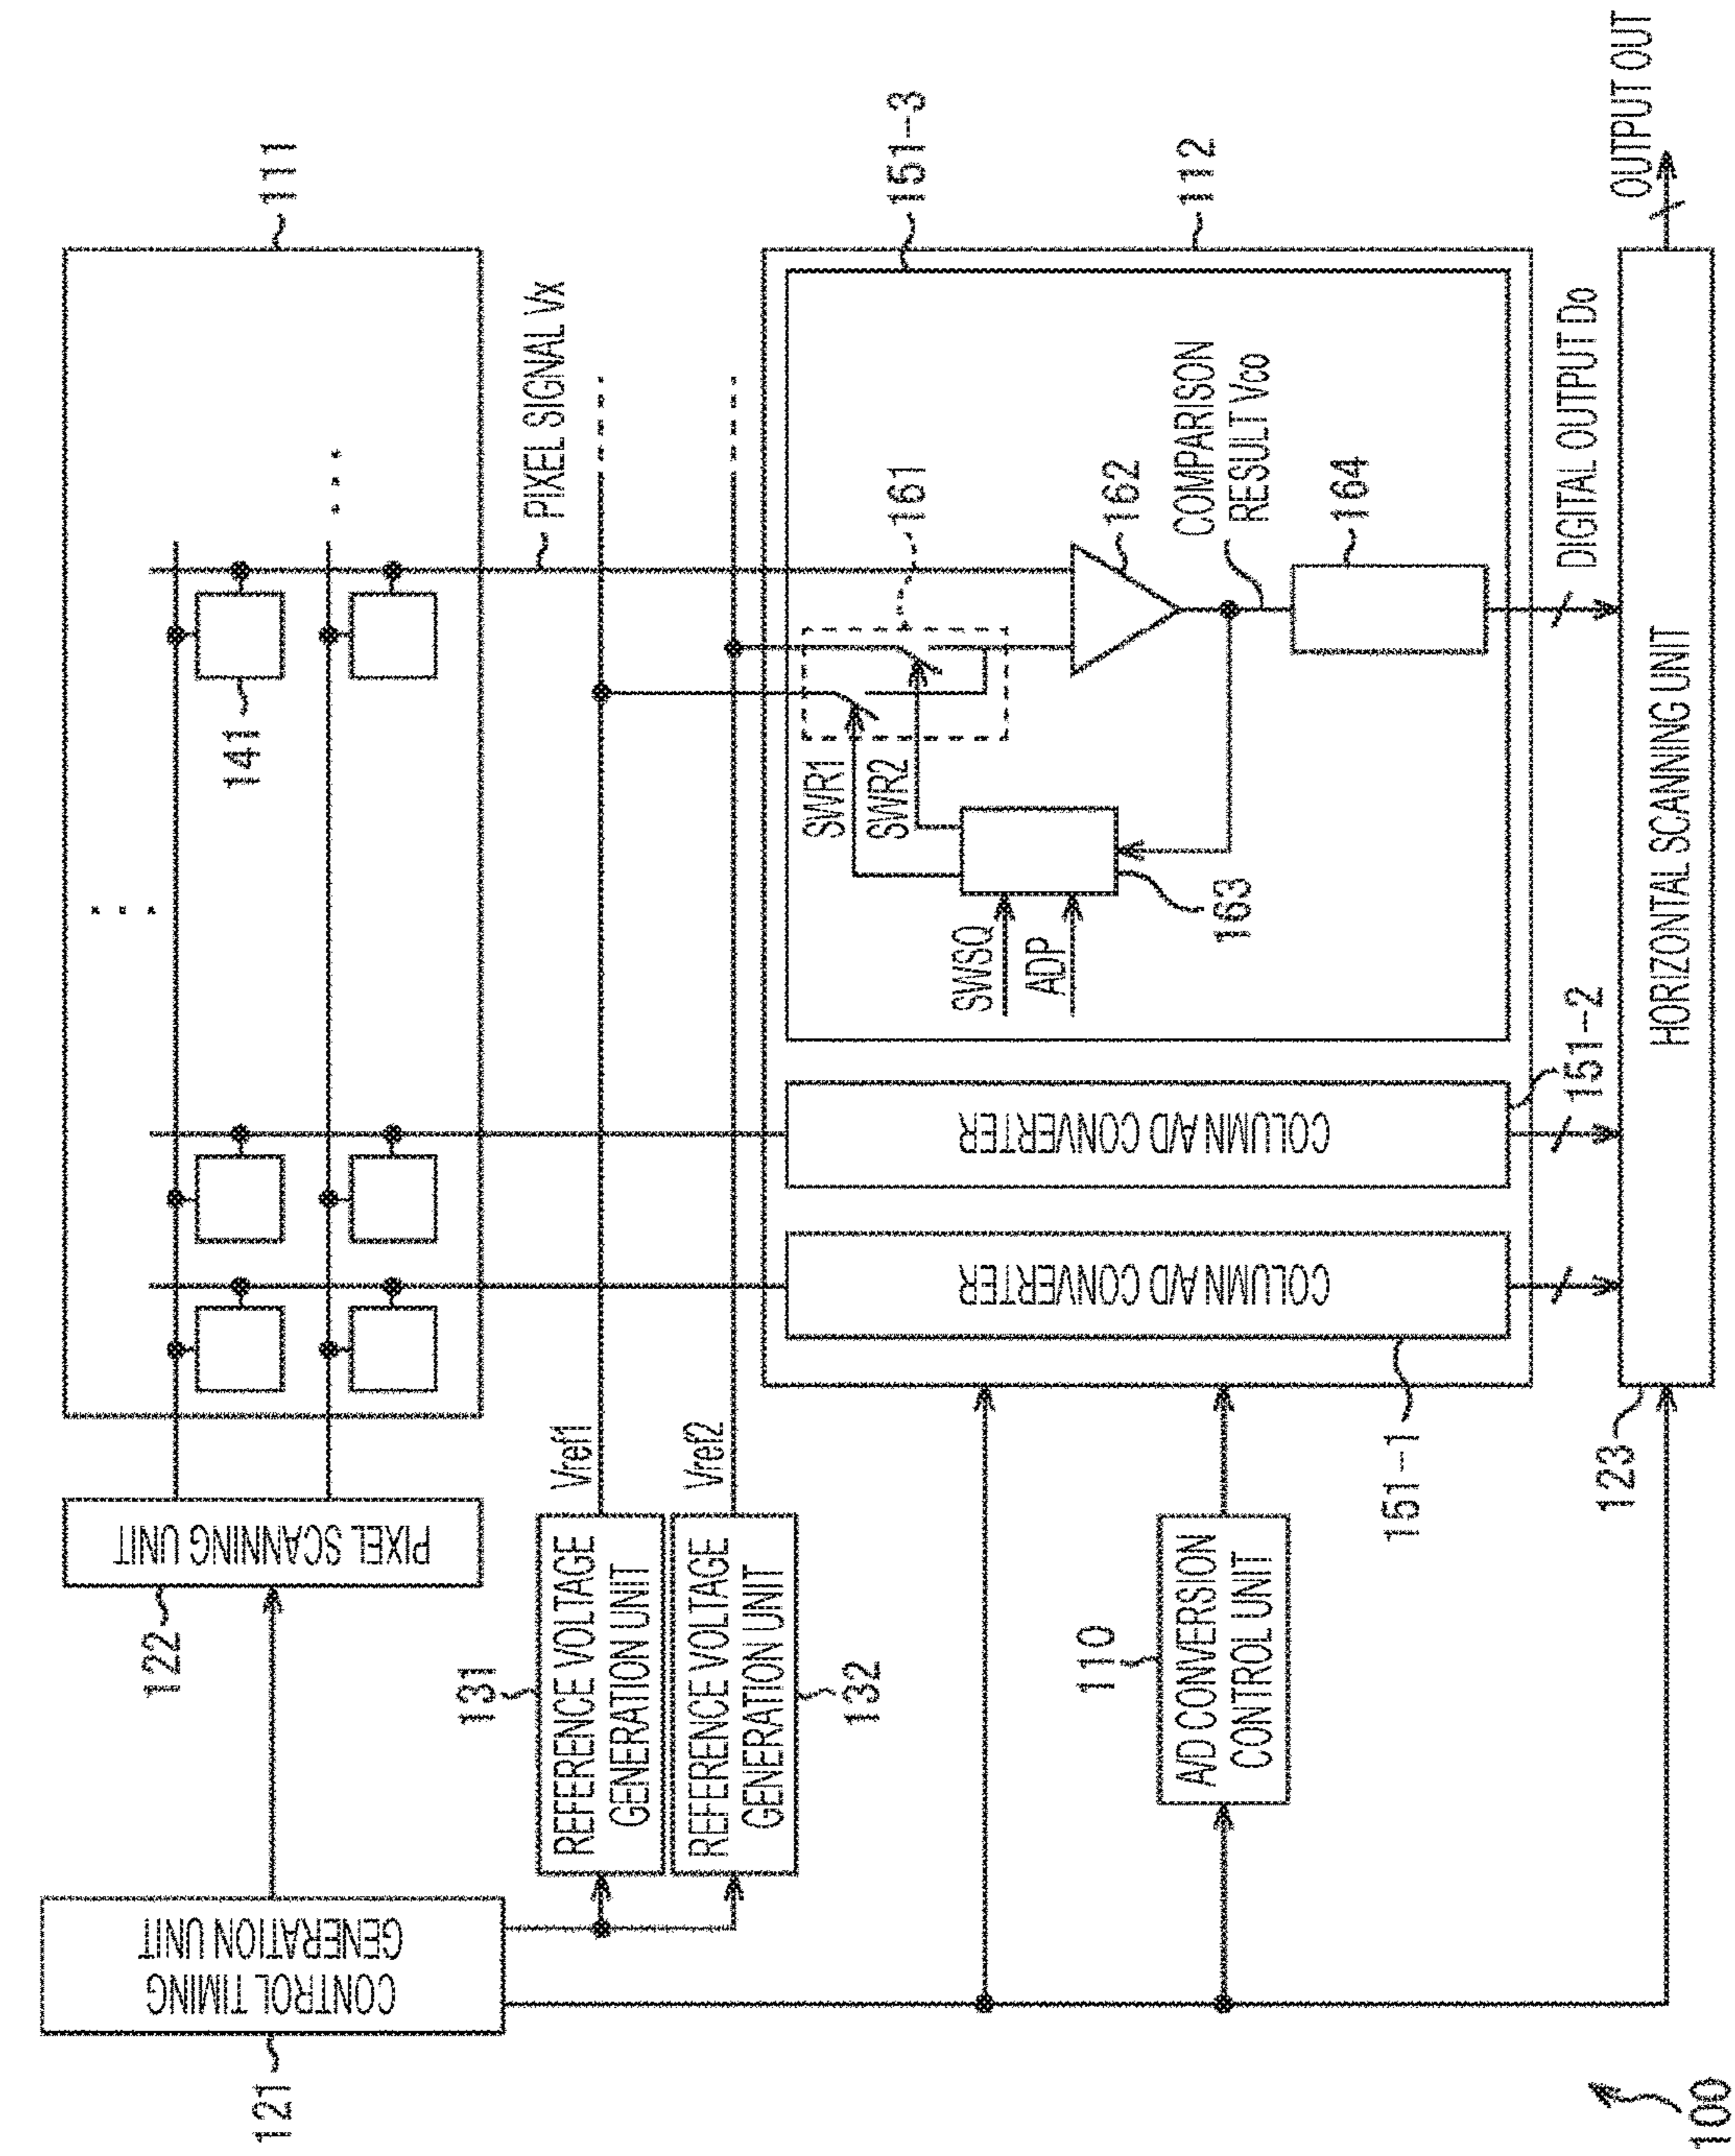 100
121
CONTROL TIMING
GENERATION UNIT
122
PIXEL SCANNING UNIT
111
141
PIXEL SIGNAL Vx
131
REFERENCE VOLTAGE
GENERATION UNIT
Vref1
REFERENCE VOLTAGE
GENERATION UNIT
132
Vref2
110
A/D CONVERSION
CONTROL UNIT
112
151-1
COLUMN A/D CONVERTER
151-2
COLUMN A/D CONVERTER
151-3
SWR1
SWR2
161
SWSQ
ADP
163
162
COMPARISON
RESULT Vco
164
DIGITAL OUTPUT Do
123
HORIZONTAL SCANNING UNIT
OUTPUT OUT